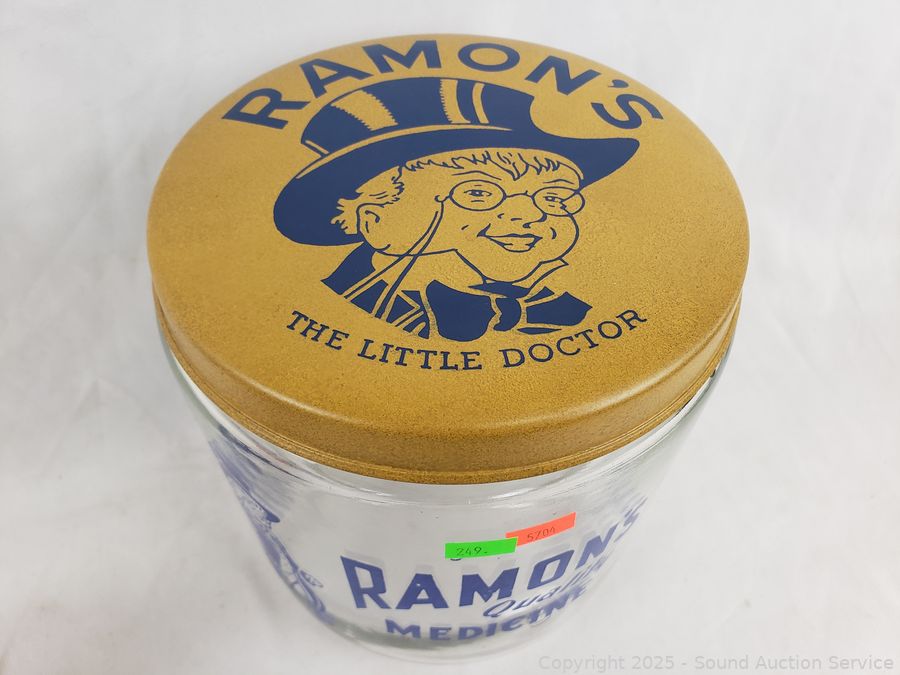 RAMON'S
THE LITTLE DOCTOR
249.
5704
RAMON'S
Quality
MEDICINE
Copyright 2025 - Sound Auction Service